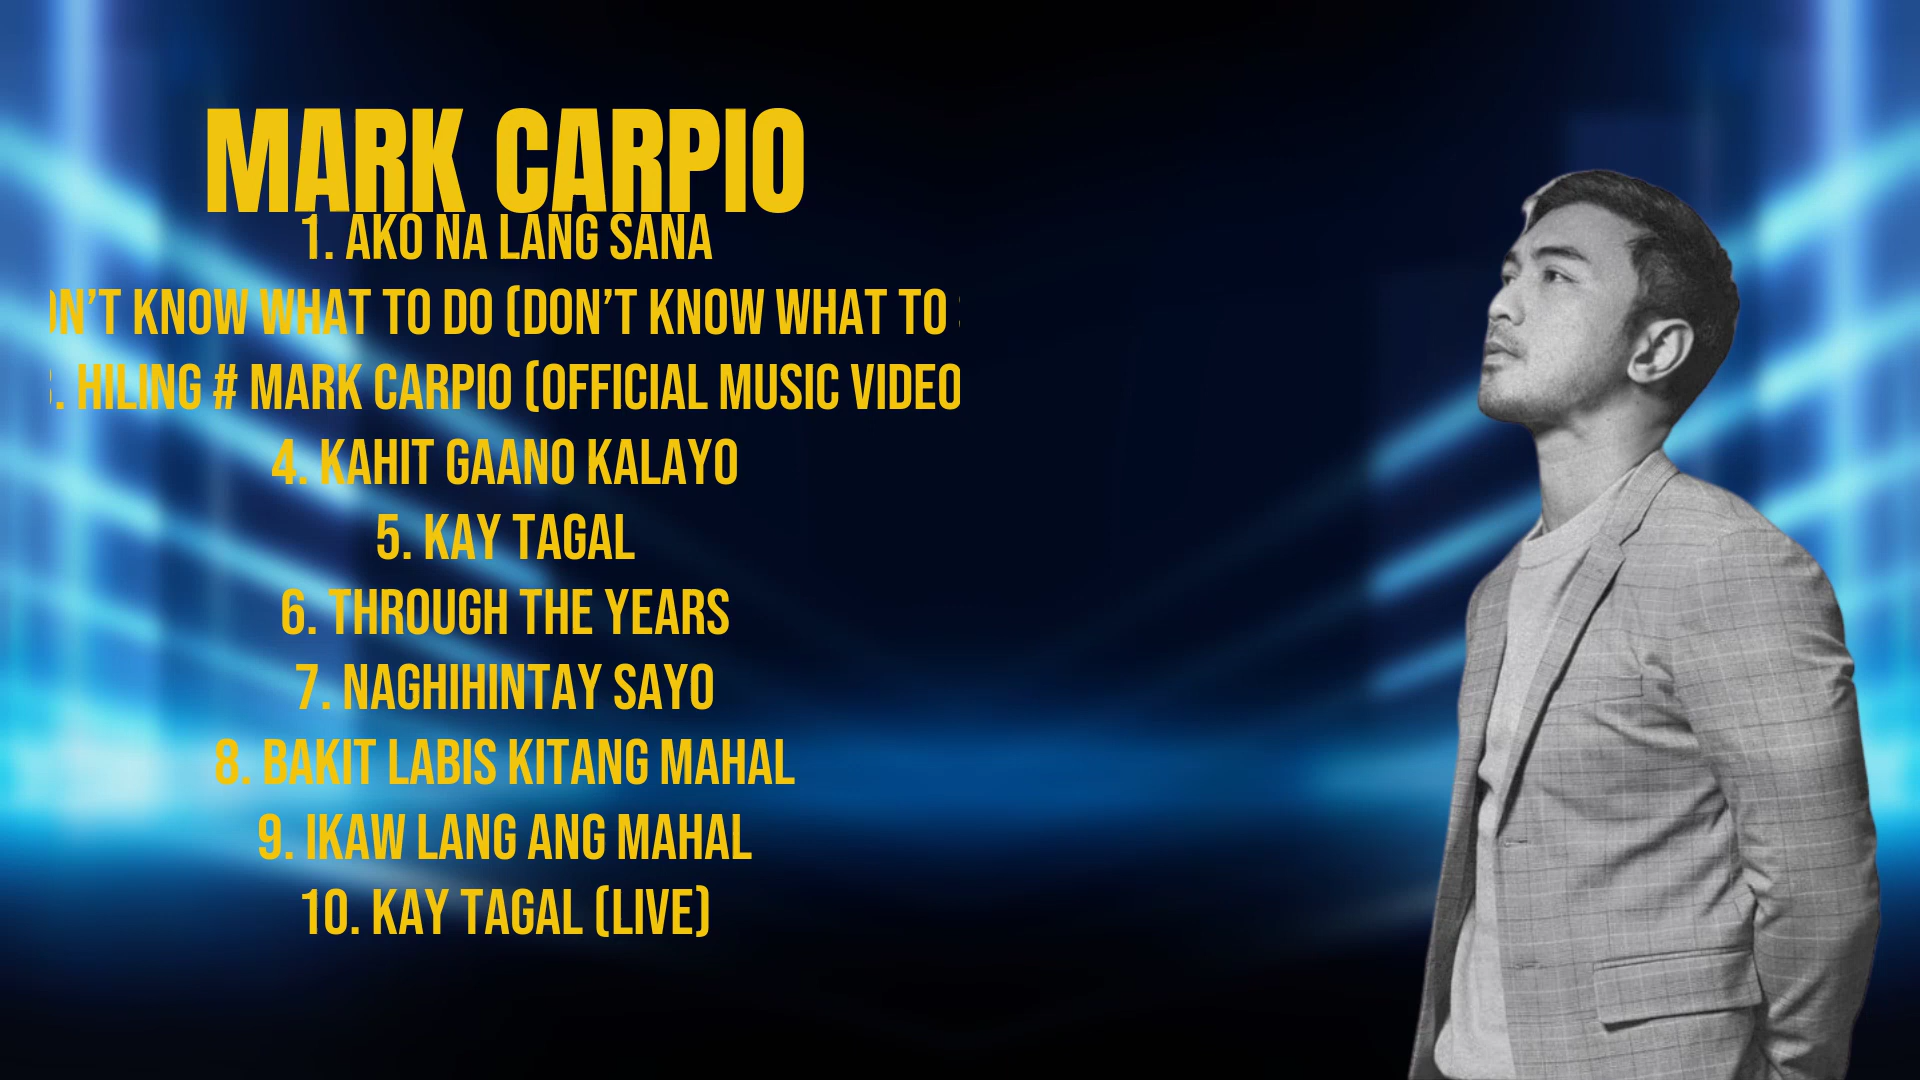 MARK CARPIO
1. AKO NA LANG SANA
N'T KNOW WHAT TO DO (DON'T KNOW WHAT TO
. HILING # MARK CARPIO (OFFICIAL MUSIC VIDEO
4. KAHIT GAANO KALAYO
5. KAY TAGAL
6. THROUGH THE YEARS
7. NAGHIHINTAY SAYO
8. BAKIT LABIS KITANG MAHAL
9. IKAW LANG ANG MAHAL
10. KAY TAGAL (LIVE)